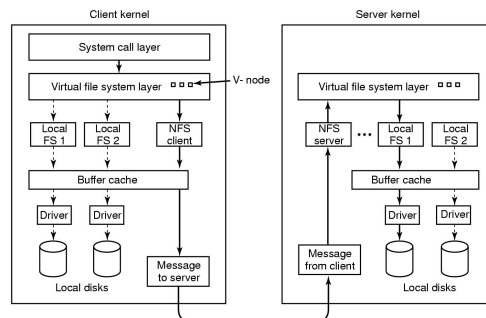 Client kernel
System call layer
Virtual file system layer
V- node
Local
FS 1
Local
FS 2
NFS
client
Buffer cache
Driver
Driver
Message
to server
Local disks
Server kernel
Virtual file system layer
NFS
server
Local
FS 1
Local
FS 2
Buffer cache
Driver
Driver
Message
from client
Local disks